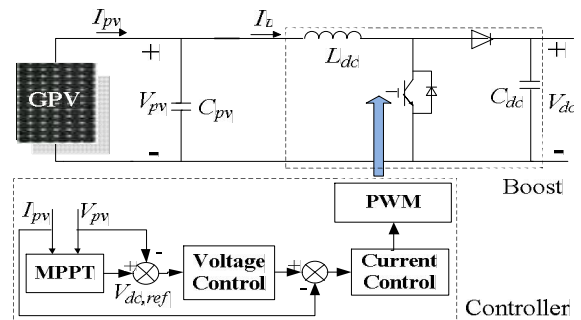 I_pv
I_L
+
+
L_dc
GPV
V_pv
C_pv
C_dc
V_dc
-
-
Boost
I_pv
V_pv
PWM
-
+
+
MPPT
Voltage
Control
Current
Control
-
V_dc,ref
Controller